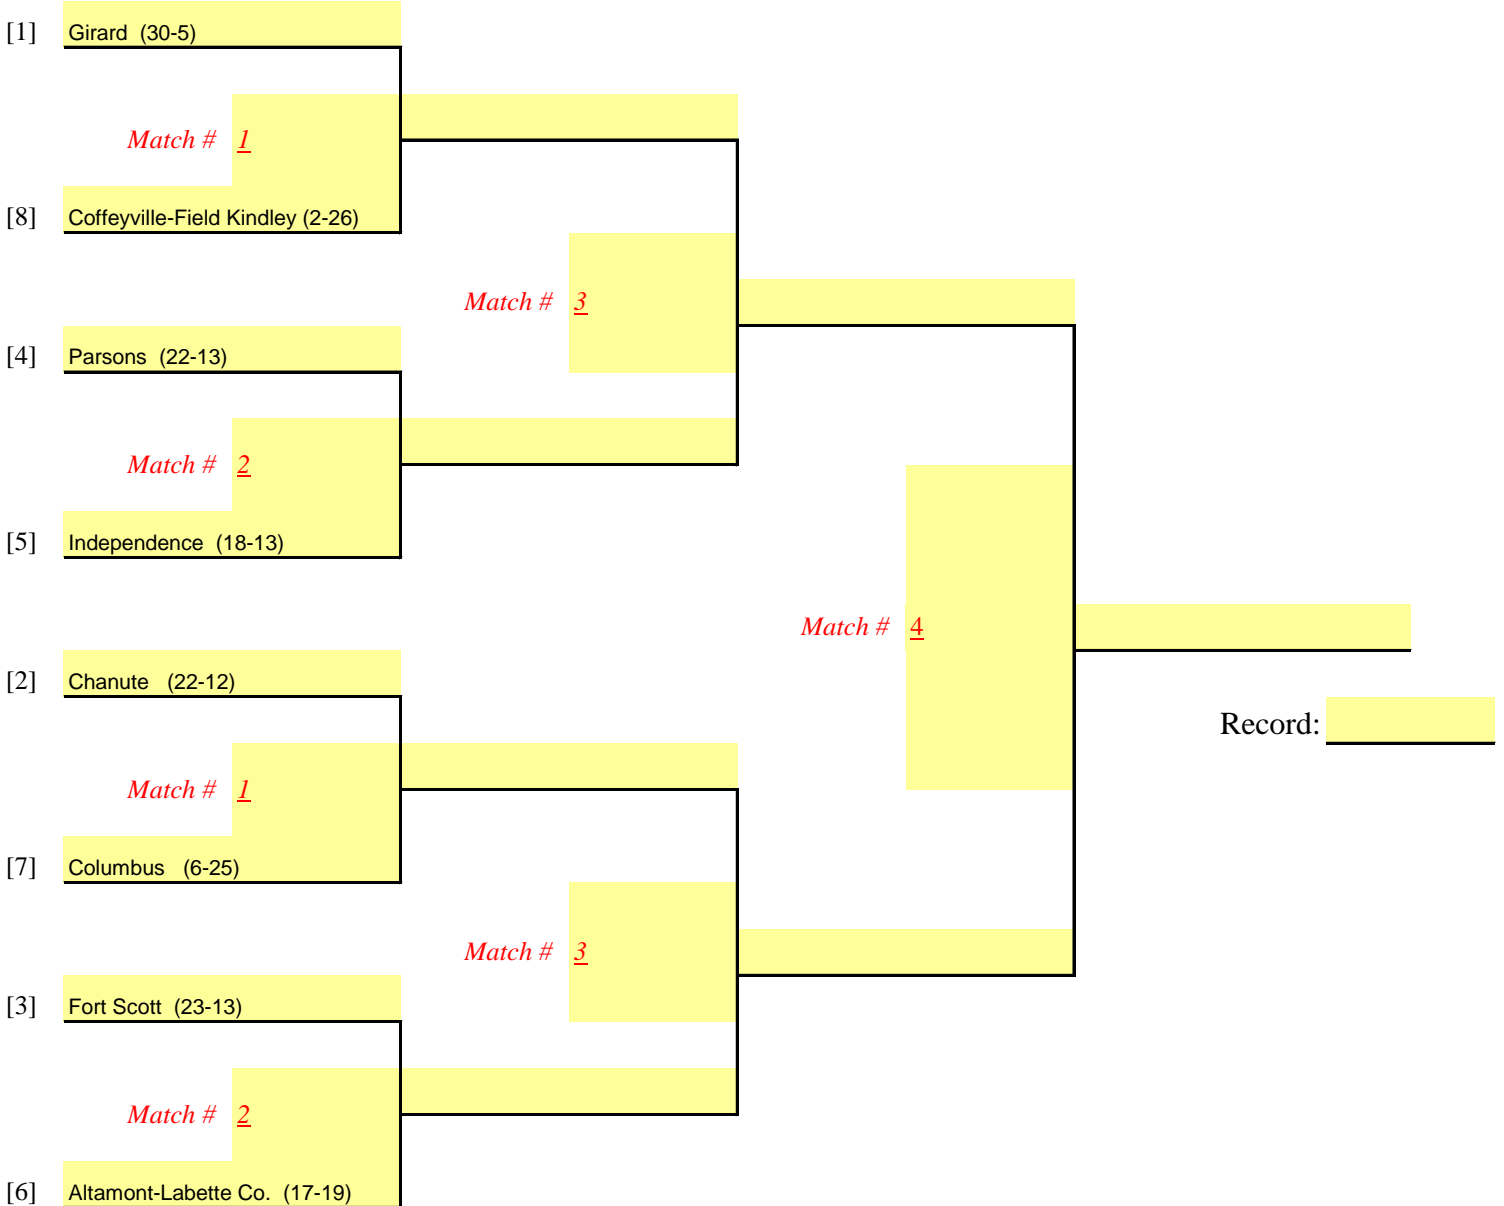 [1] Girard (30-5)
Match # 1
[8] Coffeyville-Field Kindley (2-26)
Match # 3
[4] Parsons (22-13)
Match # 2
[5] Independence (18-13)
Match # 4
[2] Chanute (22-12)
Record:
Match # 1
[7] Columbus (6-25)
Match # 3
[3] Fort Scott (23-13)
Match # 2
[6] Altamont-Labette Co. (17-19)